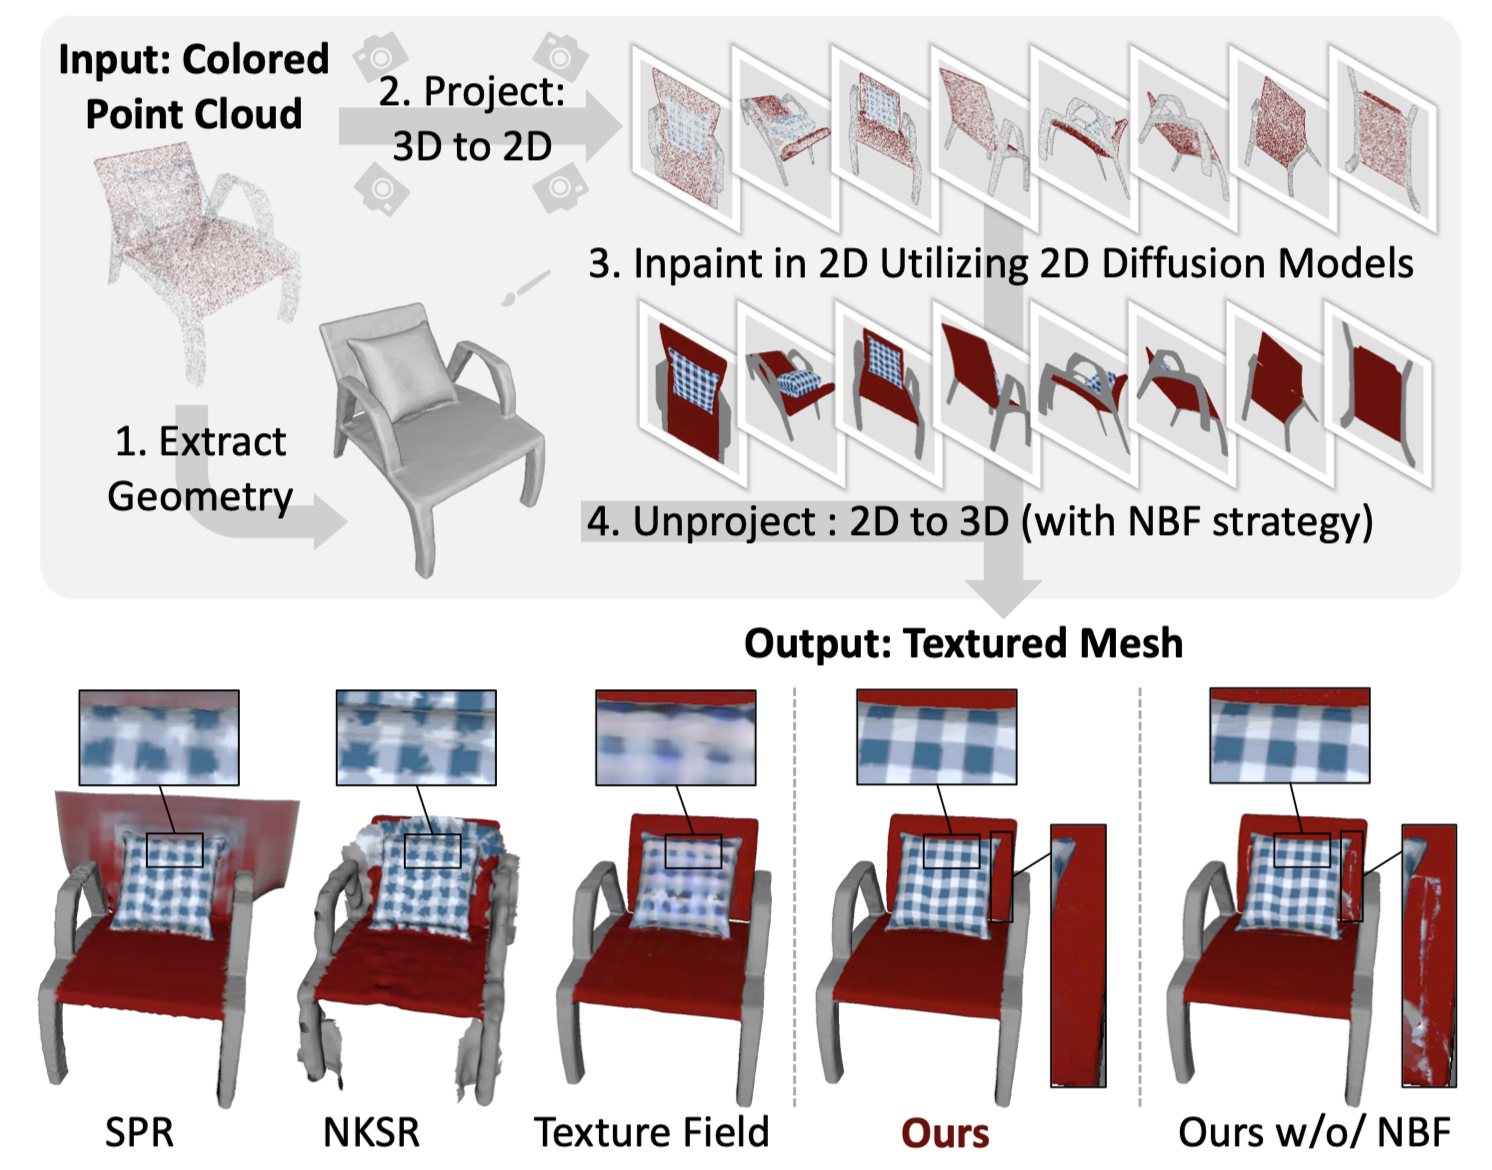 Input: Colored
Point Cloud
2. Project:
3D to 2D
3. Inpaint in 2D Utilizing 2D Diffusion Models
1. Extract
Geometry
4. Unproject : 2D to 3D (with NBF strategy)
Output: Textured Mesh
SPR
NKSR
Texture Field
Ours
Ours w/o/ NBF